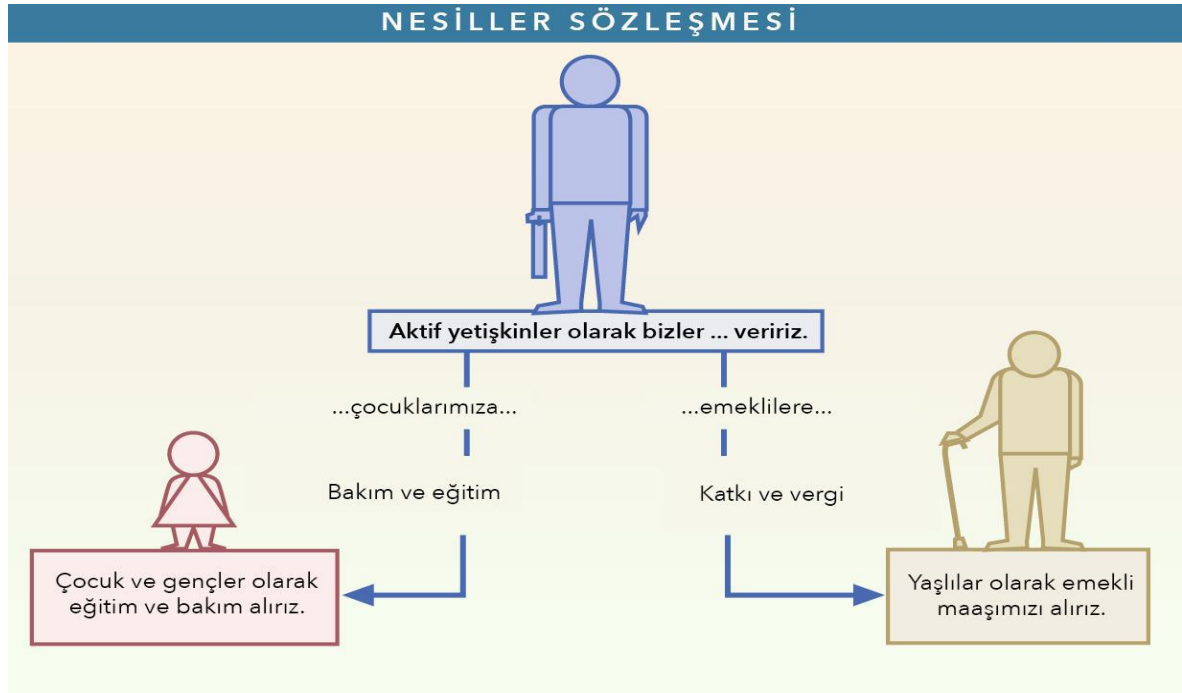 NESİLLER SÖZLEŞMESİ
Aktif yetişkinler olarak bizler ... veririz.
...çocuklarımıza...
...emeklilere...
Bakım ve eğitim
Katkı ve vergi
Çocuk ve gençler olarak
eğitim ve bakım alırız.
Yaşlılar olarak emekli
maaşımızı alırız.